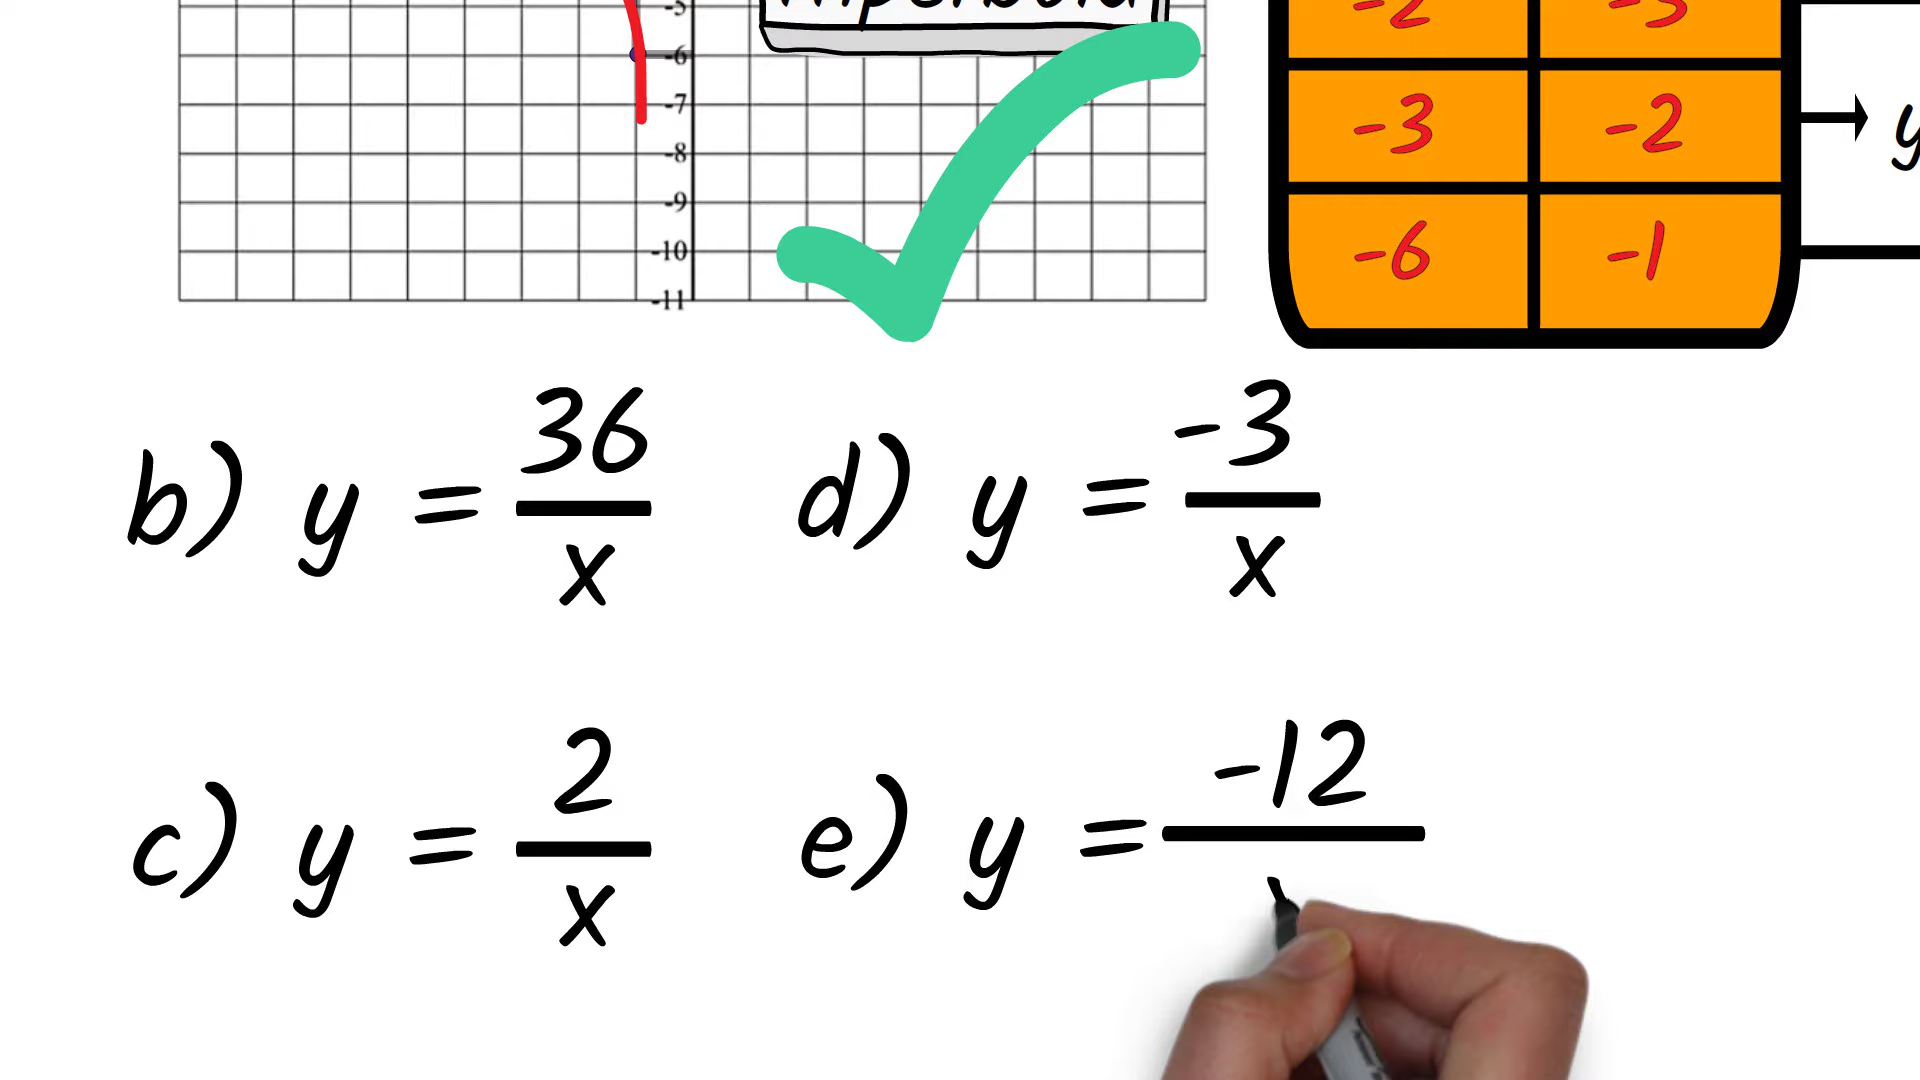 -5
-6
-7
-8
-9
-10
-11
-2 -3
-3 -2
-6 -1
y
b) y = 36/x
d) y = -3/x
c) y = 2/x
e) y = -12/